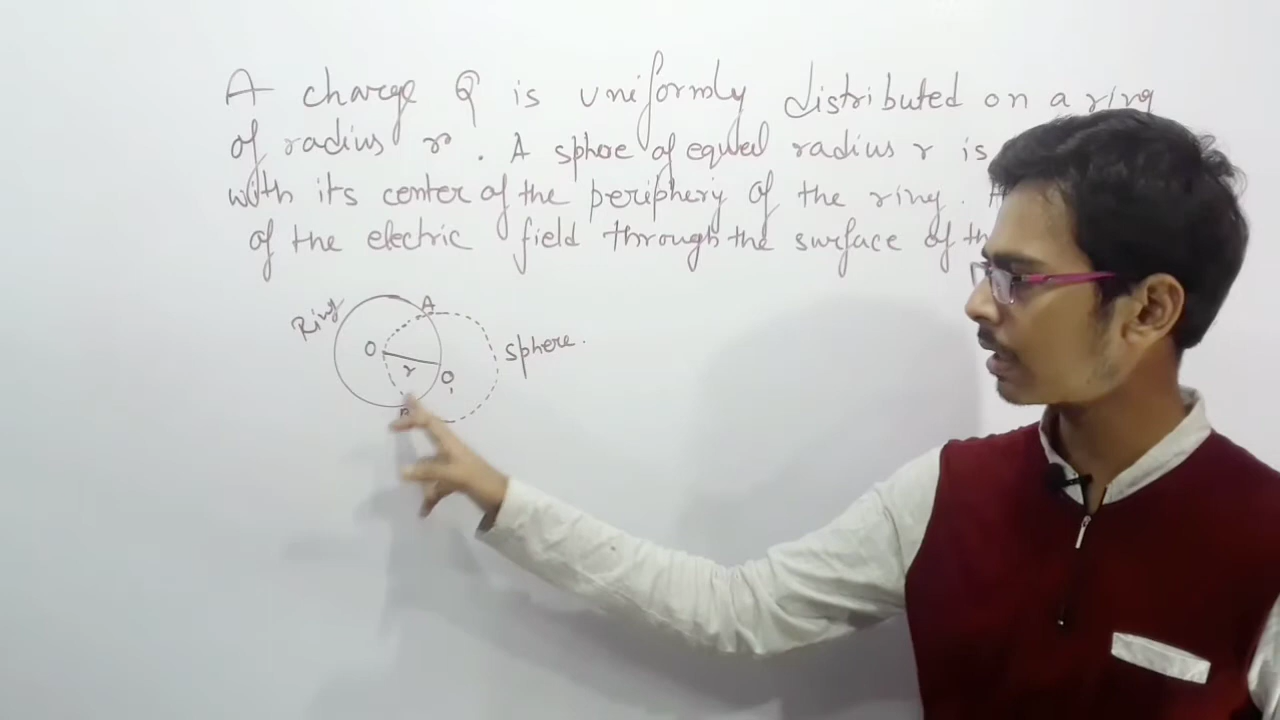 A charge Q is uniformly distributed on a ring
of radius r. A sphere of equal radius r is
with its center of the periphery of the ring.
of the electric field through the surface of
Ring
A
O
r
O'
sphere.